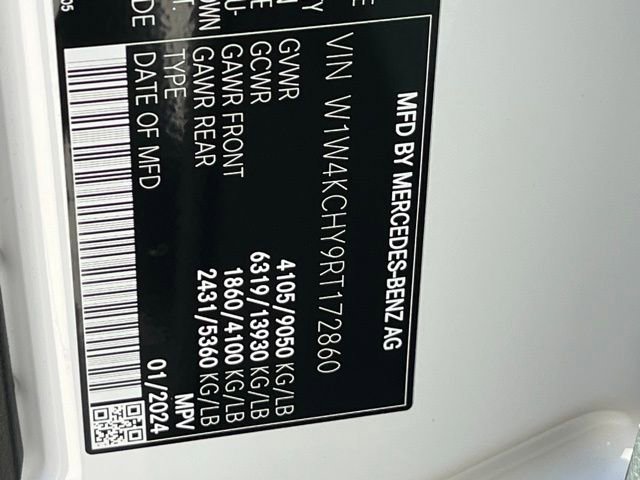 MFD BY MERCEDES-BENZ AG
VIN W1W4KCHY9RT172860
GVWR 4105/9050 KG/LB
GCWR 6319/13930 KG/LB
GAWR FRONT 1860/4100 KG/LB
GAWR REAR 2431/5360 KG/LB
TYPE MPV
DATE OF MFD 01/2024